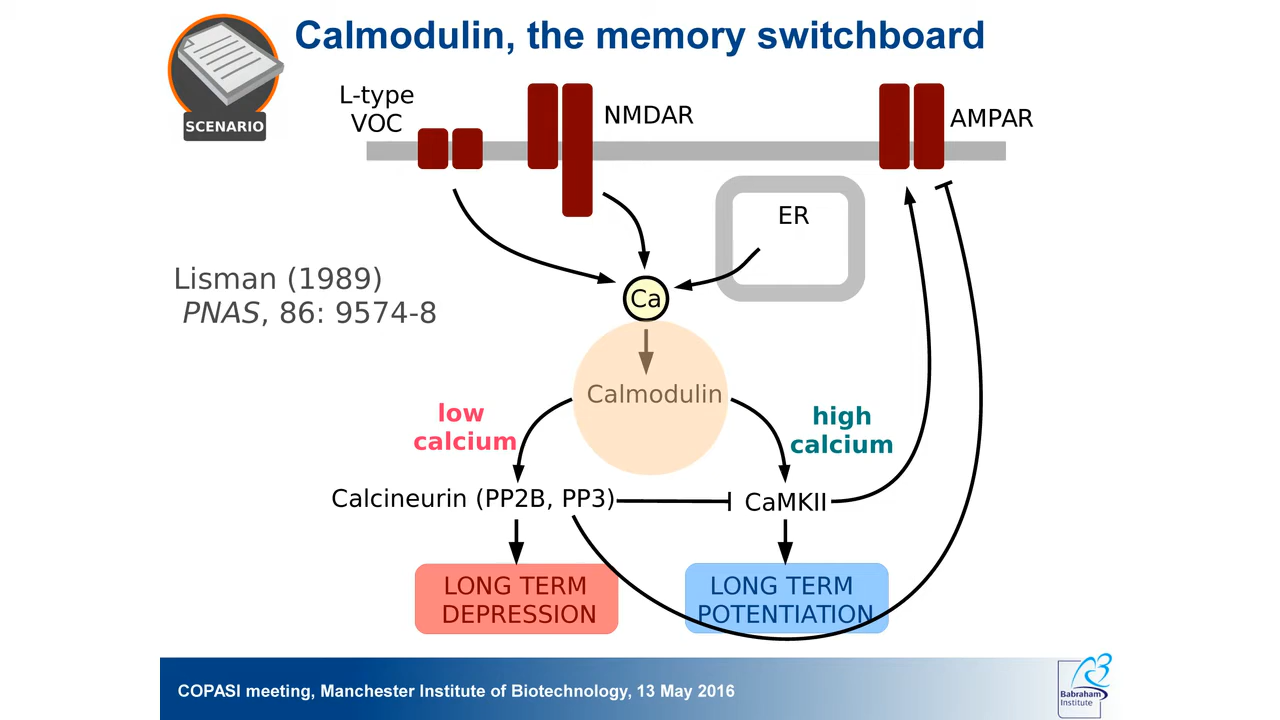 Calmodulin, the memory switchboard
SCENARIO
L-type
VOC
NMDAR
AMPAR
ER
Lisman (1989)
PNAS, 86: 9574-8
Ca
Calmodulin
low
calcium
high
calcium
Calcineurin (PP2B, PP3)
CaMKII
LONG TERM
DEPRESSION
LONG TERM
POTENTIATION
COPASI meeting, Manchester Institute of Biotechnology, 13 May 2016
Babraham
Institute